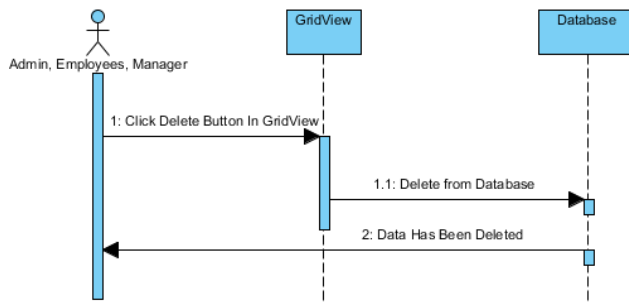 GridView
Database
Admin, Employees, Manager
1: Click Delete Button In GridView
1.1: Delete from Database
2: Data Has Been Deleted